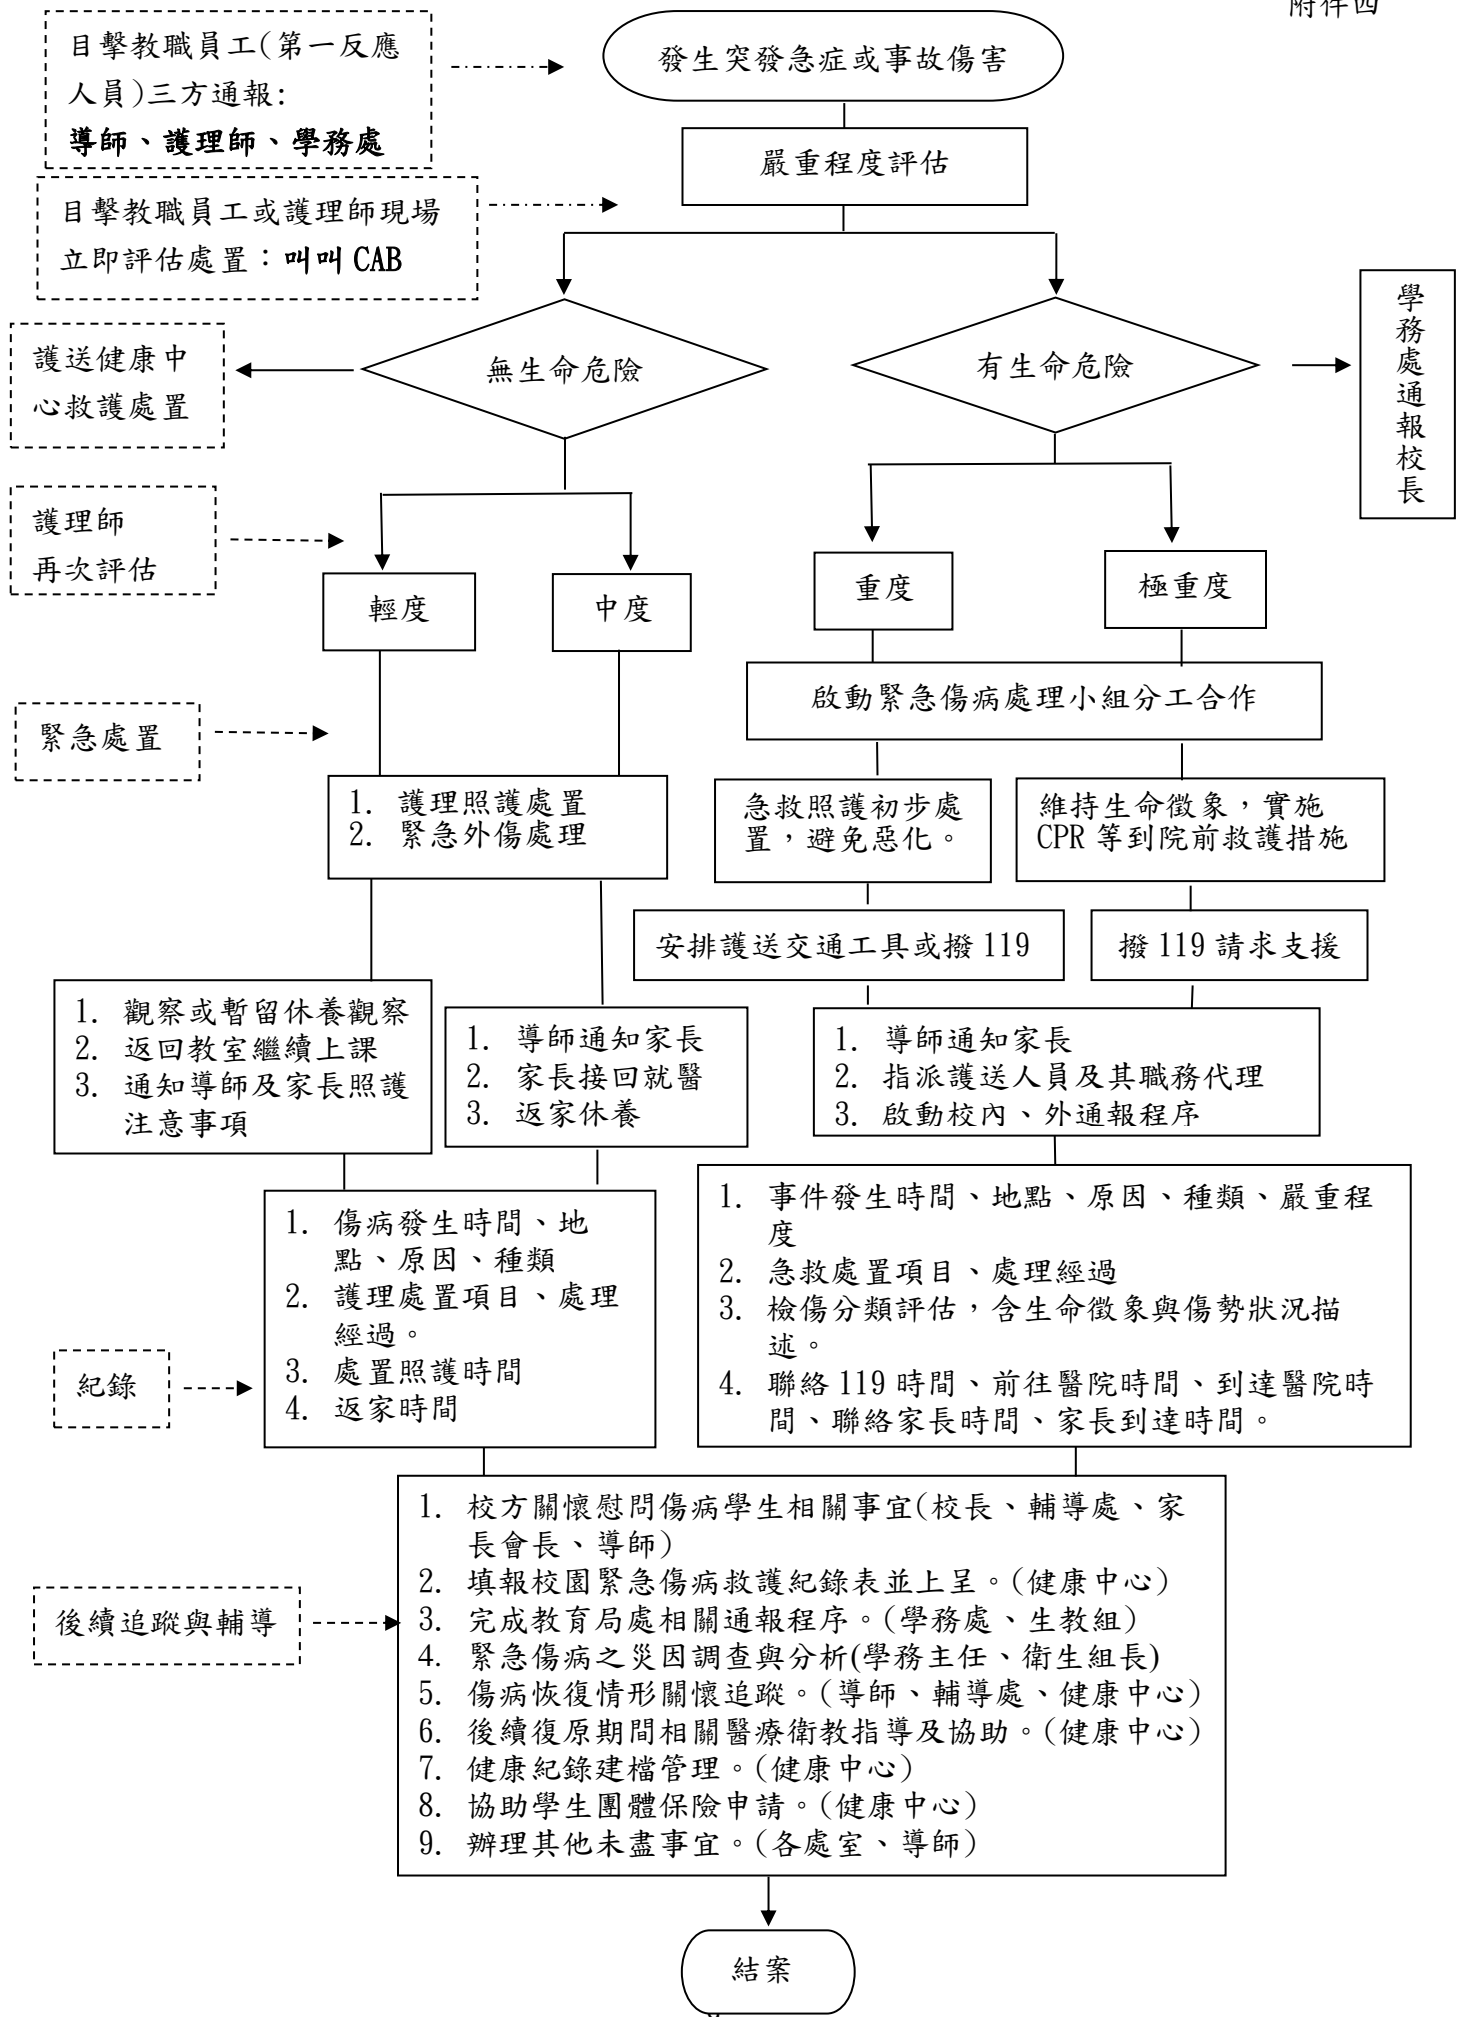 附件四
目擊教職員工(第一反應
人員)三方通報:
導師、護理師、學務處
發生突發急症或事故傷害
嚴重程度評估
目擊教職員工或護理師現場
立即評估處置：叫叫 CAB
護送健康中
心救護處置
無生命危險
有生命危險
學務處通報校長
護理師
再次評估
輕度
中度
重度
極重度
啟動緊急傷病處理小組分工合作
緊急處置
1. 護理照護處置
2. 緊急外傷處理
急救照護初步處
置，避免惡化。
維持生命徵象，實施
CPR 等到院前救護措施
安排護送交通工具或撥 119
撥 119 請求支援
1. 觀察或暫留休養觀察
2. 返回教室繼續上課
3. 通知導師及家長照護
注意事項
1. 導師通知家長
2. 家長接回就醫
3. 返家休養
1. 導師通知家長
2. 指派護送人員及其職務代理
3. 啟動校內、外通報程序
1. 傷病發生時間、地
點、原因、種類
2. 護理處置項目、處理
經過。
3. 處置照護時間
4. 返家時間
1. 事件發生時間、地點、原因、種類、嚴重程
度
2. 急救處置項目、處理經過
3. 檢傷分類評估，含生命徵象與傷勢狀況描
述。
4. 聯絡 119 時間、前往醫院時間、到達醫院時
間、聯絡家長時間、家長到達時間。
紀錄
1. 校方關懷慰問傷病學生相關事宜(校長、輔導處、家
長會長、導師)
2. 填報校園緊急傷病救護紀錄表並上呈。(健康中心)
3. 完成教育局處相關通報程序。(學務處、生教組)
4. 緊急傷病之災因調查與分析(學務主任、衛生組長)
5. 傷病恢復情形關懷追蹤。(導師、輔導處、健康中心)
6. 後續復原期間相關醫療衛教指導及協助。(健康中心)
7. 健康紀錄建檔管理。(健康中心)
8. 協助學生團體保險申請。(健康中心)
9. 辦理其他未盡事宜。(各處室、導師)
後續追蹤與輔導
結案